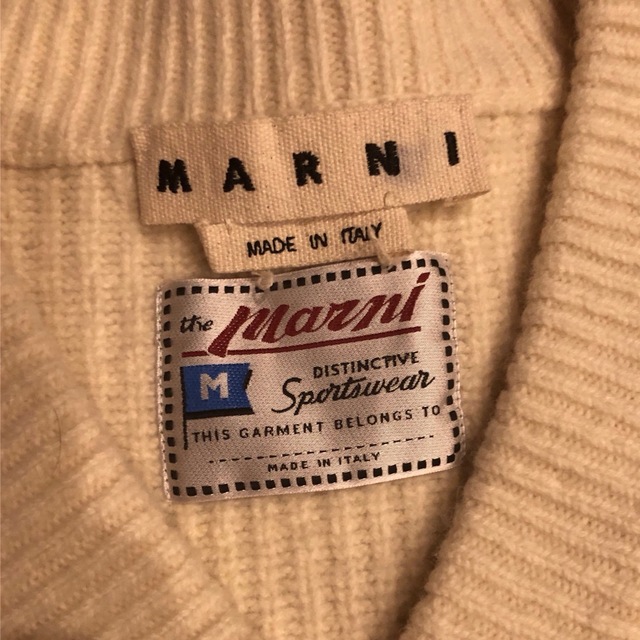 MARNI
MADE IN ITALY
the Marni
M
DISTINCTIVE
Sportswear
THIS GARMENT BELONGS TO
MADE IN ITALY